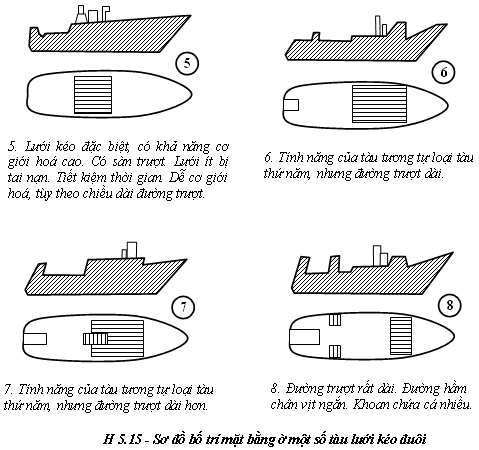 5
6
5. Lưới kéo đặc biệt, có khả năng cơ
giới hoá cao. Có sàn trượt. Lưới ít bị
tai nạn. Tiết kiệm thời gian. Dễ cơ giới
hoá, tùy theo chiều dài đường trượt.
6. Tính năng của tàu tương tự loại tàu
thứ năm, nhưng đường trượt dài.
7
8
7. Tính năng của tàu tương tự loại tàu
thứ năm, nhưng đường trượt dài hơn.
8. Đường trượt rất dài. Đường hầm
chân vịt ngắn. Khoan chứa cá nhiều.
H 5.15 - Sơ đồ bố trí mặt bằng ở một số tàu lưới kéo đuôi